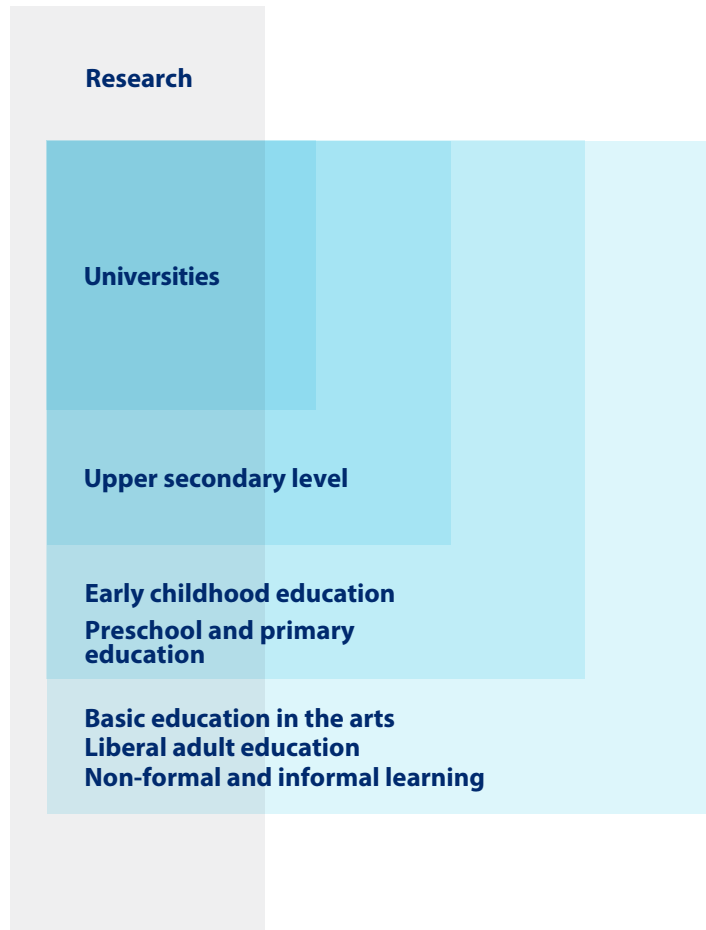 Research
Universities
Upper secondary level
Early childhood education
Preschool and primary
education
Basic education in the arts
Liberal adult education
Non-formal and informal learning